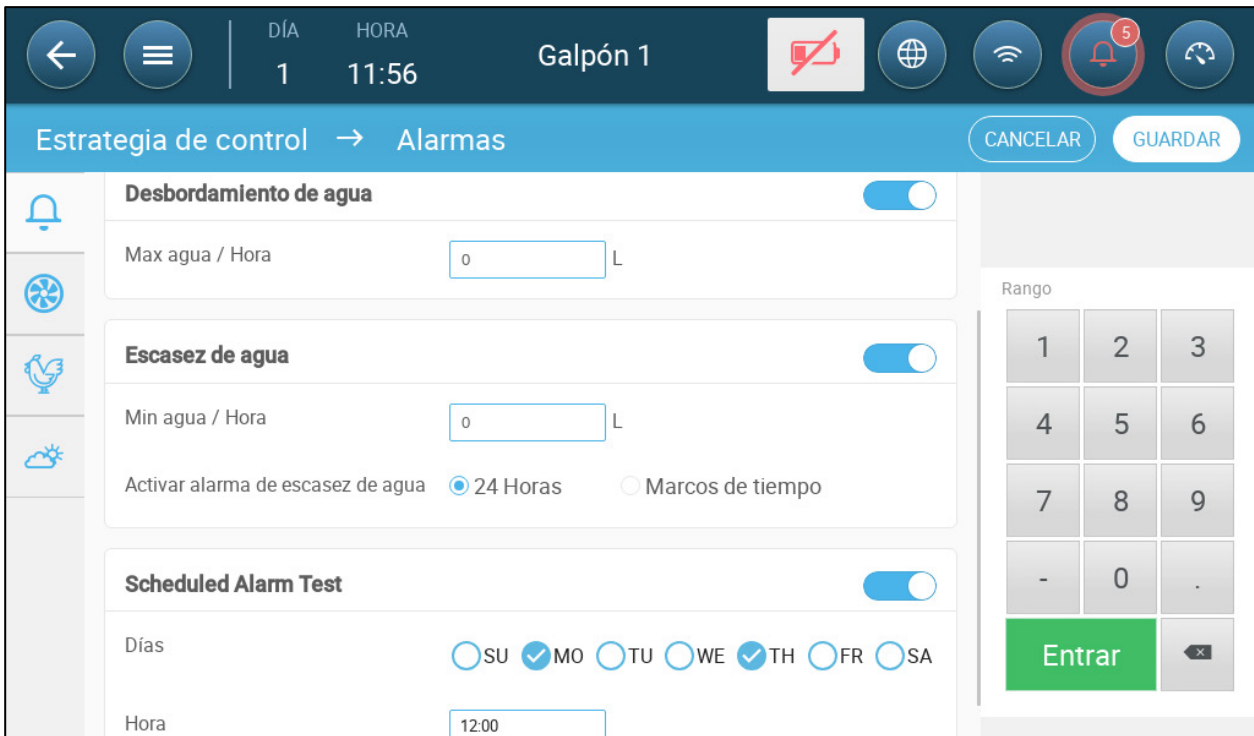 DÍA HORA
1 11:56 Galpón 1 5
Estrategia de control → Alarmas CANCELAR GUARDAR
Desbordamiento de agua
Max agua / Hora 0 L
Rango
Escasez de agua
1 2 3
Min agua / Hora 0 L
4 5 6
Activar alarma de escasez de agua 24 Horas Marcos de tiempo
7 8 9
Scheduled Alarm Test
- 0 .
Días SU MO TU WE TH FR SA
Entrar
Hora 12:00